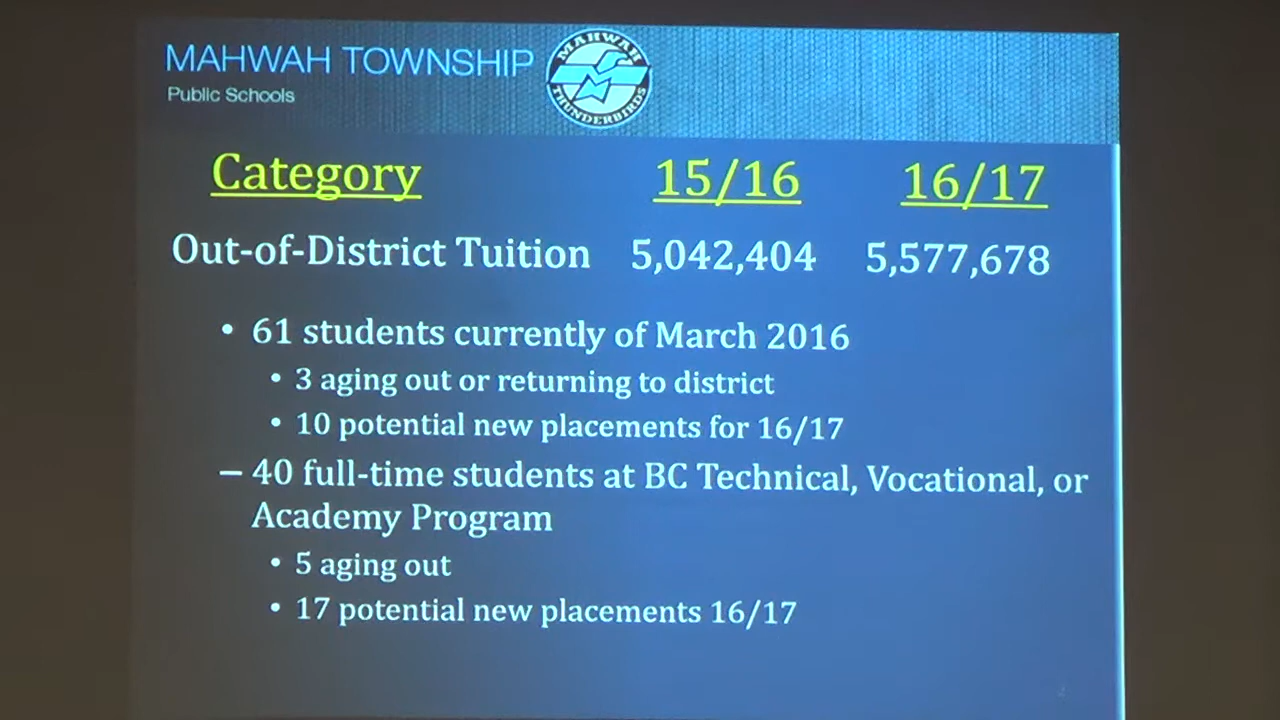 MAHWAH TOWNSHIP
Public Schools
MAHWAH
THUNDERBIRDS
Category 15/16 16/17
Out-of-District Tuition 5,042,404 5,577,678
• 61 students currently of March 2016
• 3 aging out or returning to district
• 10 potential new placements for 16/17
– 40 full-time students at BC Technical, Vocational, or
Academy Program
• 5 aging out
• 17 potential new placements 16/17